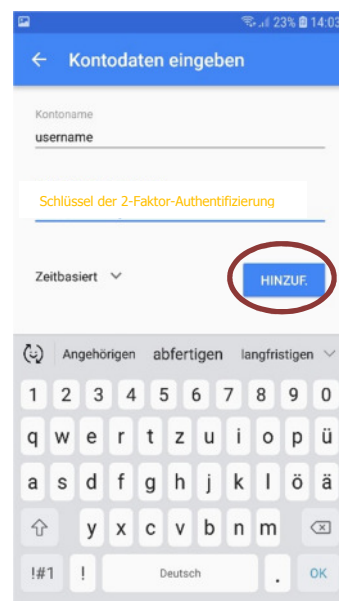 23% 14:03
← Kontodaten eingeben
Kontoname
username
Schlüssel der 2-Faktor-Authentifizierung
Zeitbasiert
HINZUF.
Angehörigen abfertigen langfristigen
1 2 3 4 5 6 7 8 9 0
q w e r t z u i o p ü
a s d f g h j k l ö ä
y x c v b n m
!#1 ! Deutsch . OK